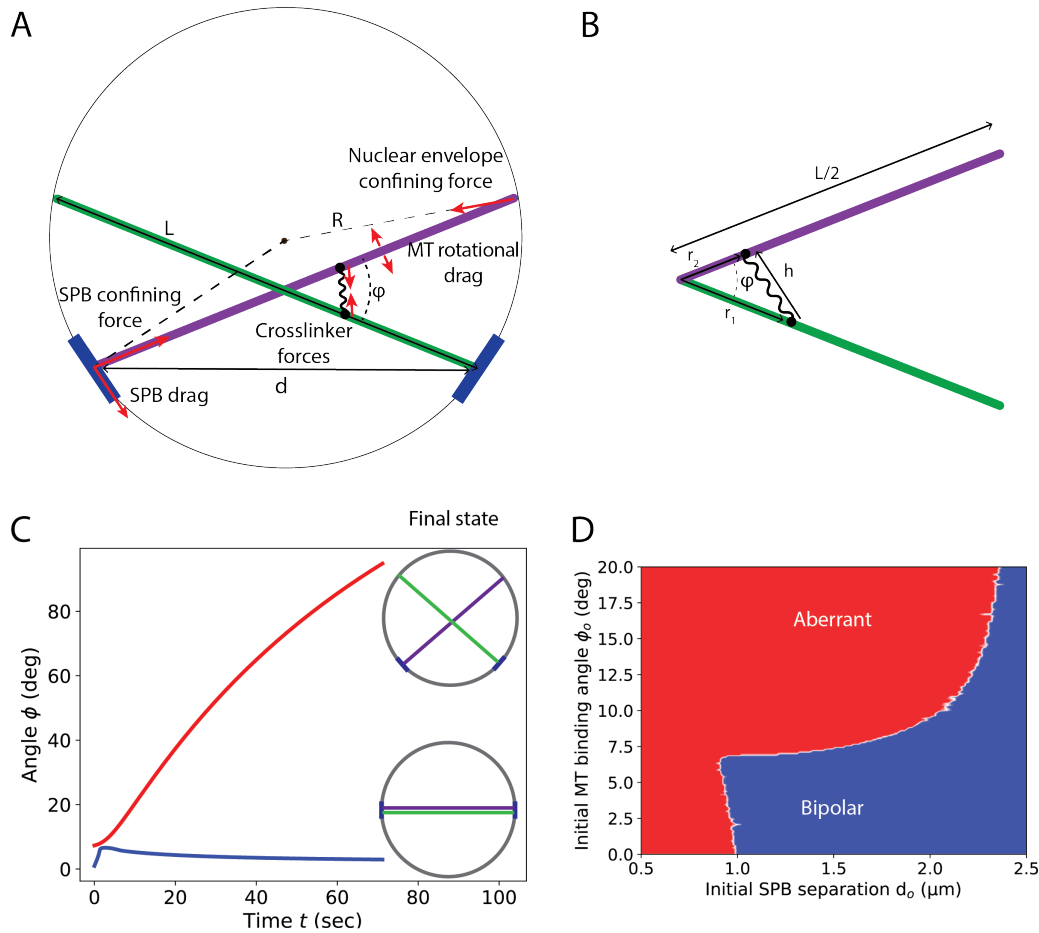 A
Nuclear envelope
confining force
R
L
MT rotational
drag
SPB confining
force
φ
Crosslinker
forces
d
SPB drag
B
L/2
r2
h
φ
r1
C
Final state
Angle ϕ (deg)
80
60
40
20
0
0 20 40 60 80 100
Time t (sec)
D
Initial MT binding angle ϕo (deg)
20.0
17.5
15.0
12.5
10.0
7.5
5.0
2.5
0.0
Aberrant
Bipolar
0.5 1.0 1.5 2.0 2.5
Initial SPB separation do (μm)